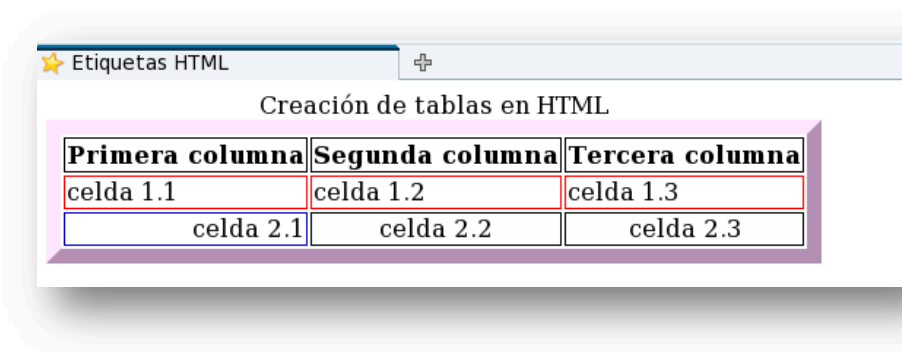 Etiquetas HTML
Creación de tablas en HTML
Primera columna Segunda columna Tercera columna
celda 1.1 celda 1.2 celda 1.3
celda 2.1 celda 2.2 celda 2.3